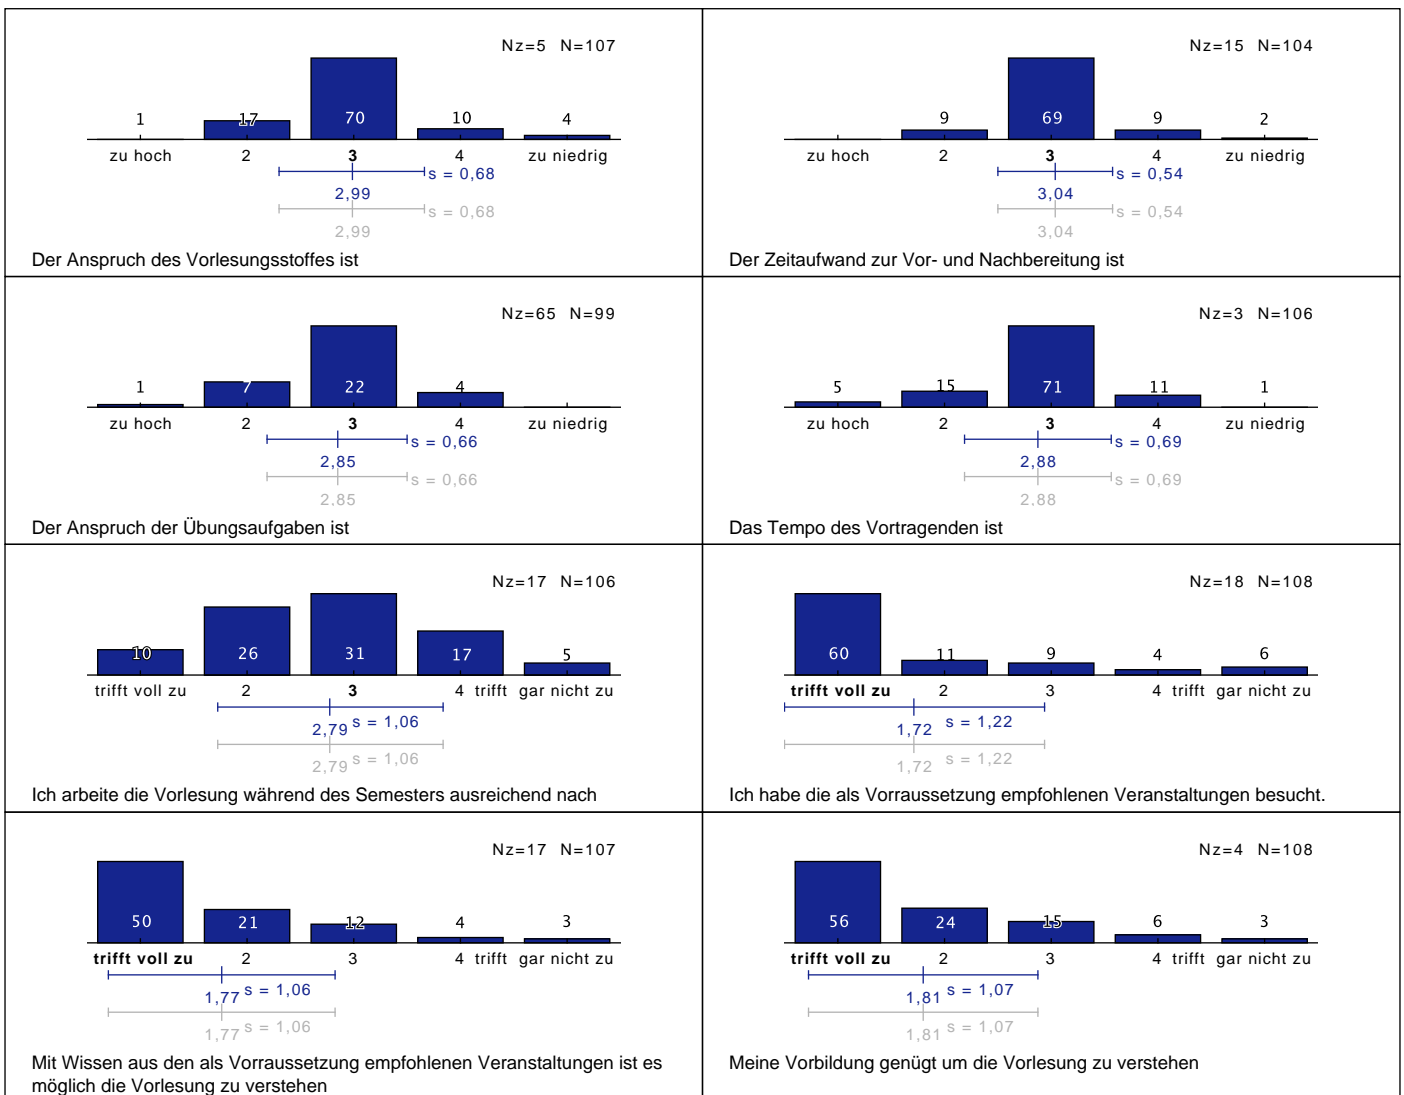 Nz=5 N=107
1 17 70 10 4
zu hoch 2 3 4 zu niedrig
s = 0,68
2,99
s = 0,68
2,99
Der Anspruch des Vorlesungsstoffes ist
Nz=15 N=104
9 69 9 2
zu hoch 2 3 4 zu niedrig
s = 0,54
3,04
s = 0,54
3,04
Der Zeitaufwand zur Vor- und Nachbereitung ist
Nz=65 N=99
1 7 22 4
zu hoch 2 3 4 zu niedrig
s = 0,66
2,85
s = 0,66
2,85
Der Anspruch der Übungsaufgaben ist
Nz=3 N=106
5 15 71 11 1
zu hoch 2 3 4 zu niedrig
s = 0,69
2,88
s = 0,69
2,88
Das Tempo des Vortragenden ist
Nz=17 N=106
10 26 31 17 5
trifft voll zu 2 3 4 trifft gar nicht zu
2,79 s = 1,06
2,79 s = 1,06
Ich arbeite die Vorlesung während des Semesters ausreichend nach
Nz=18 N=108
60 11 9 4 6
trifft voll zu 2 3 4 trifft gar nicht zu
1,72 s = 1,22
1,72 s = 1,22
Ich habe die als Vorraussetzung empfohlenen Veranstaltungen besucht.
Nz=17 N=107
50 21 12 4 3
trifft voll zu 2 3 4 trifft gar nicht zu
1,77 s = 1,06
1,77 s = 1,06
Mit Wissen aus den als Vorraussetzung empfohlenen Veranstaltungen ist es
möglich die Vorlesung zu verstehen
Nz=4 N=108
56 24 15 6 3
trifft voll zu 2 3 4 trifft gar nicht zu
1,81 s = 1,07
1,81 s = 1,07
Meine Vorbildung genügt um die Vorlesung zu verstehen